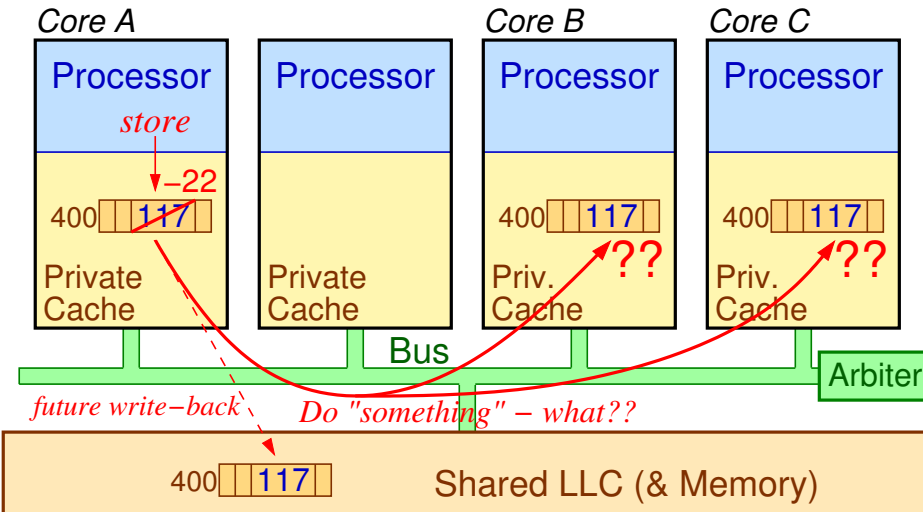 Core A
Core B
Core C
Processor
Processor
Processor
Processor
store
−22
400 117
400 117
400 117
??
??
Private
Cache
Private
Cache
Priv.
Cache
Priv.
Cache
Bus
Arbiter
future write−back
Do "something" − what??
400 117
Shared LLC (& Memory)